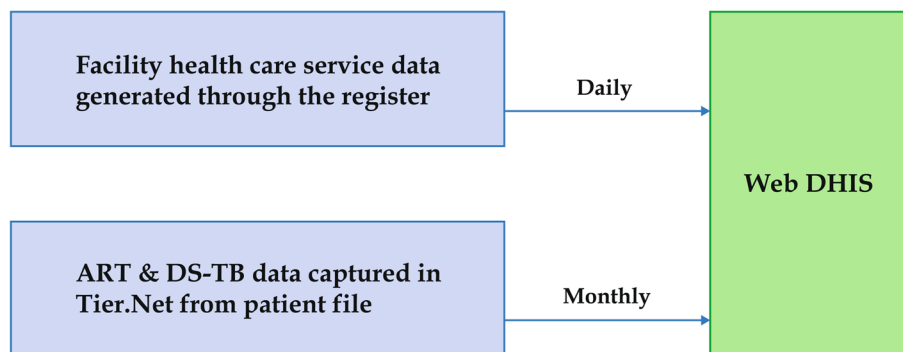 Facility health care service data
generated through the register
Daily
Web DHIS
ART & DS-TB data captured in
Tier.Net from patient file
Monthly